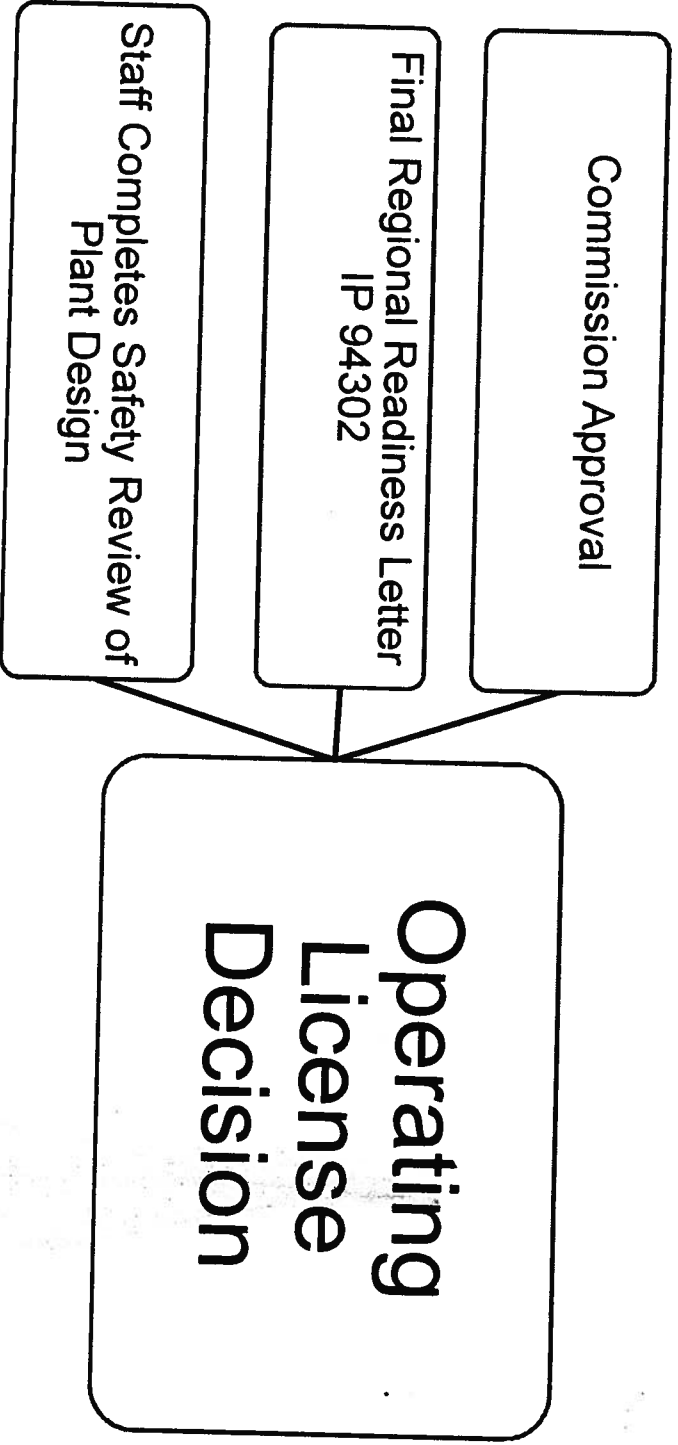 Commission Approval
Final Regional Readiness Letter
IP 94302
Staff Completes Safety Review of
Plant Design
Operating
License
Decision